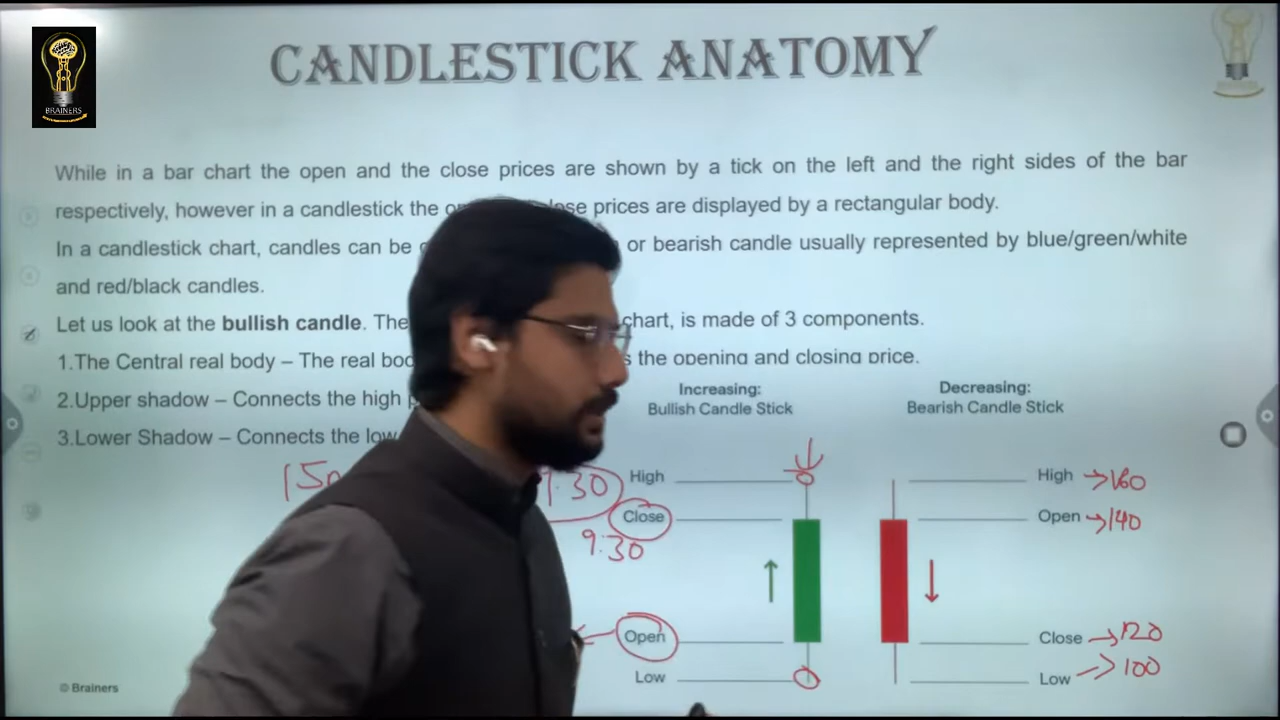 BRAINERS
CANDLESTICK ANATOMY
While in a bar chart the open and the close prices are shown by a tick on the left and the right sides of the bar
respectively, however in a candlestick the prices are displayed by a rectangular body.
In a candlestick chart, candles can be or bearish candle usually represented by blue/green/white
and red/black candles.
Let us look at the bullish candle. The chart, is made of 3 components.
1.The Central real body – The real the opening and closing price.
2.Upper shadow – Connects the high
3.Lower Shadow – Connects the low
Increasing:
Bullish Candle Stick
Decreasing:
Bearish Candle Stick
High
Close
9:30
Open
Low
High →160
Open →140
Close →120
Low →100
© Brainers